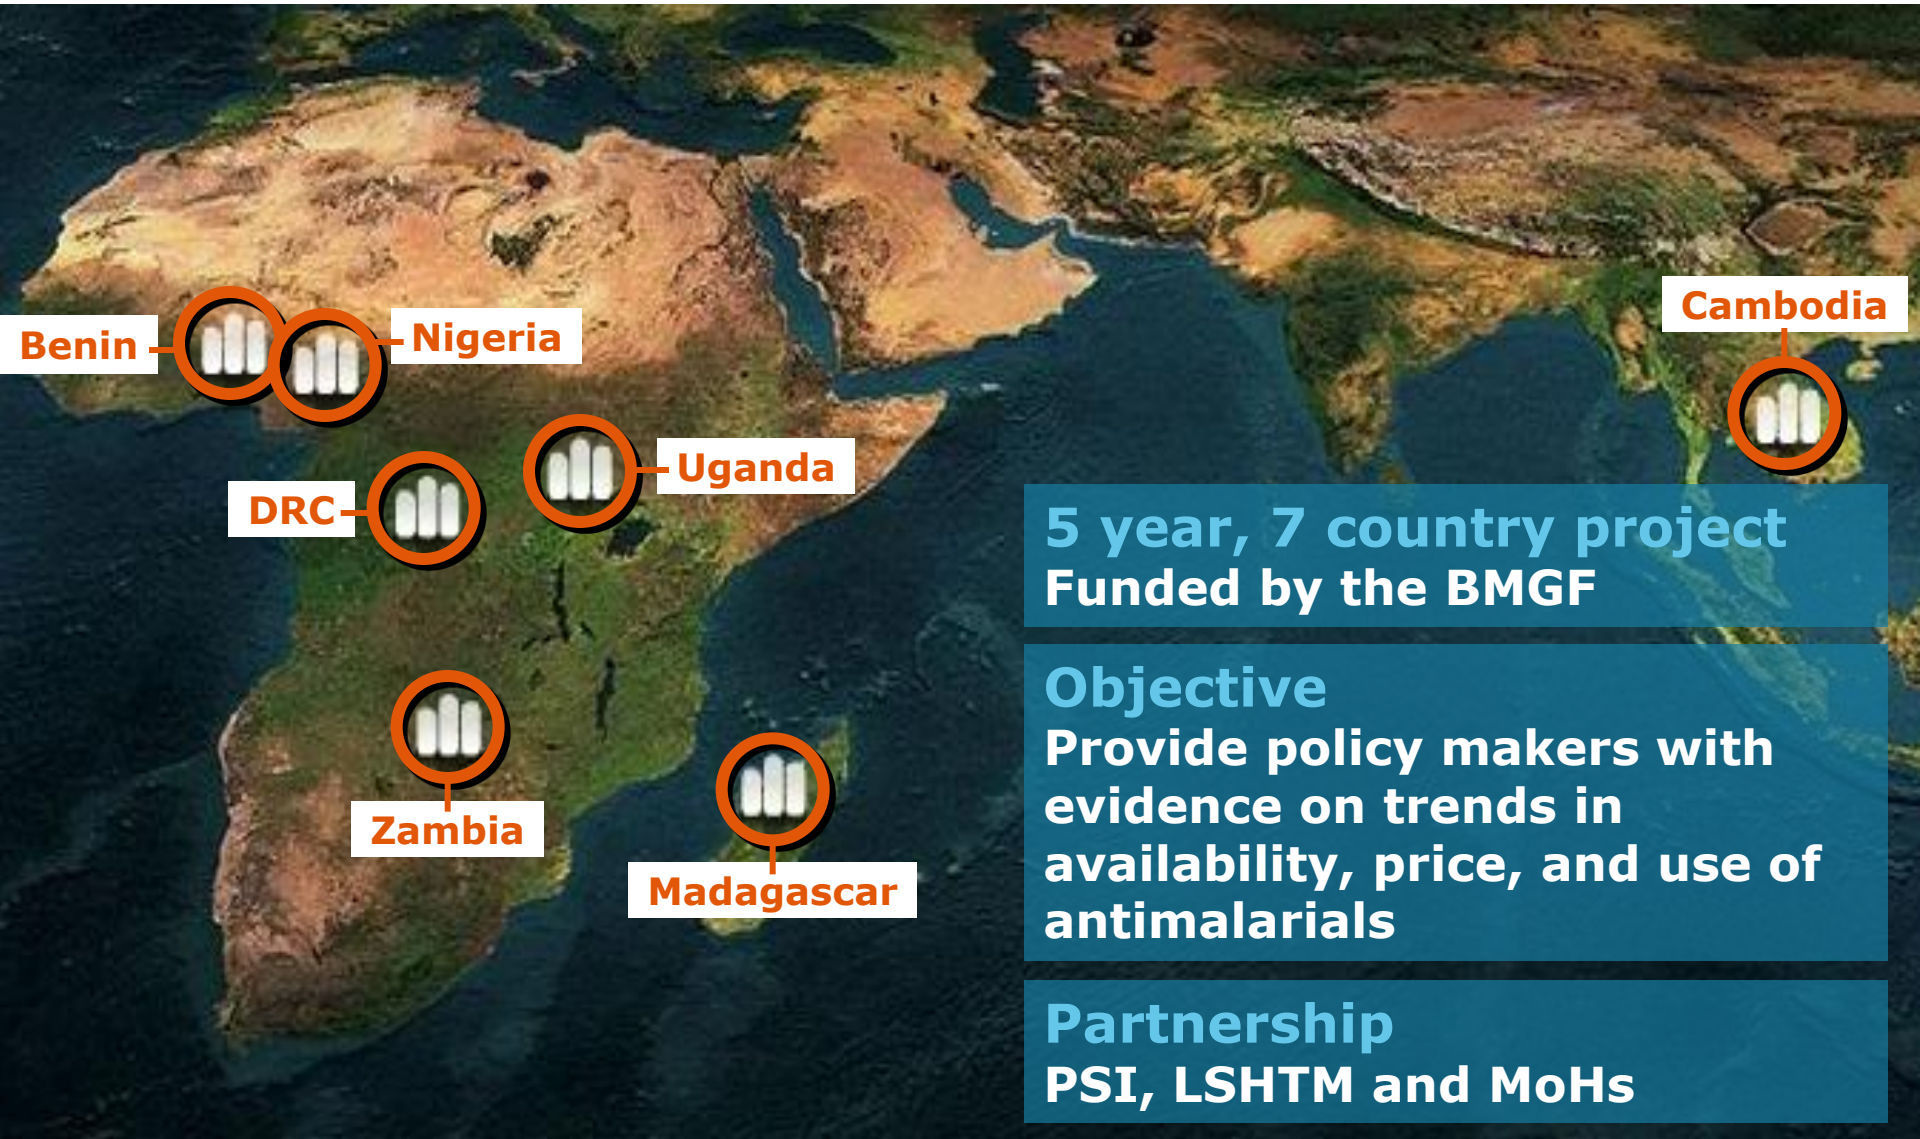 Benin
Nigeria
Cambodia
Uganda
DRC
Zambia
Madagascar
5 year, 7 country project
Funded by the BMGF
Objective
Provide policy makers with
evidence on trends in
availability, price, and use of
antimalarials
Partnership
PSI, LSHTM and MoHs